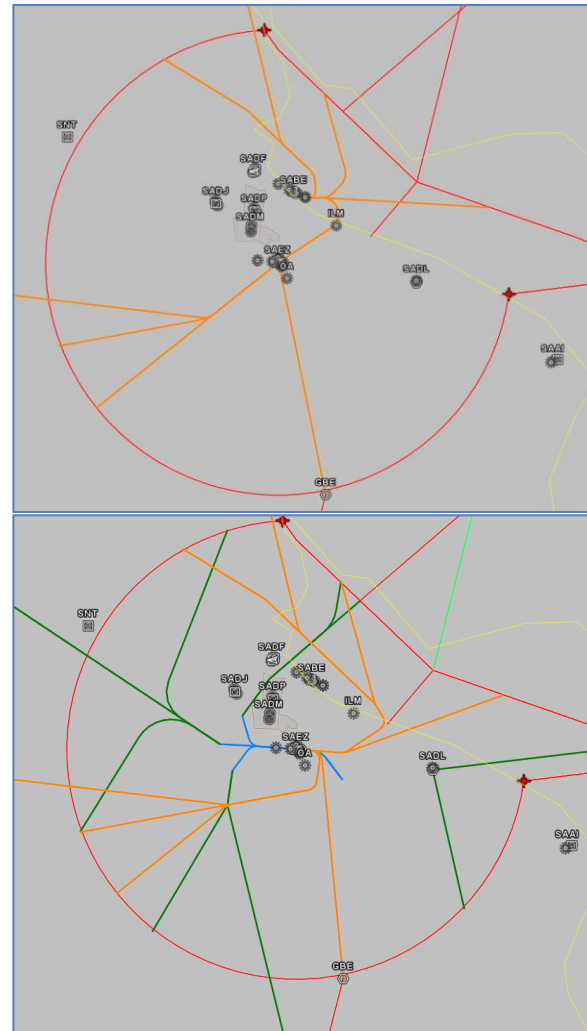 SNT
SADF
SABE
SADJ
SADP
SADM
ILM
SAEZ
OA
SADL
SAAI
GBE
SNT
SADF
SABE
SADJ
SADP
SADM
ILM
SAEZ
OA
SADL
SAAI
GBE